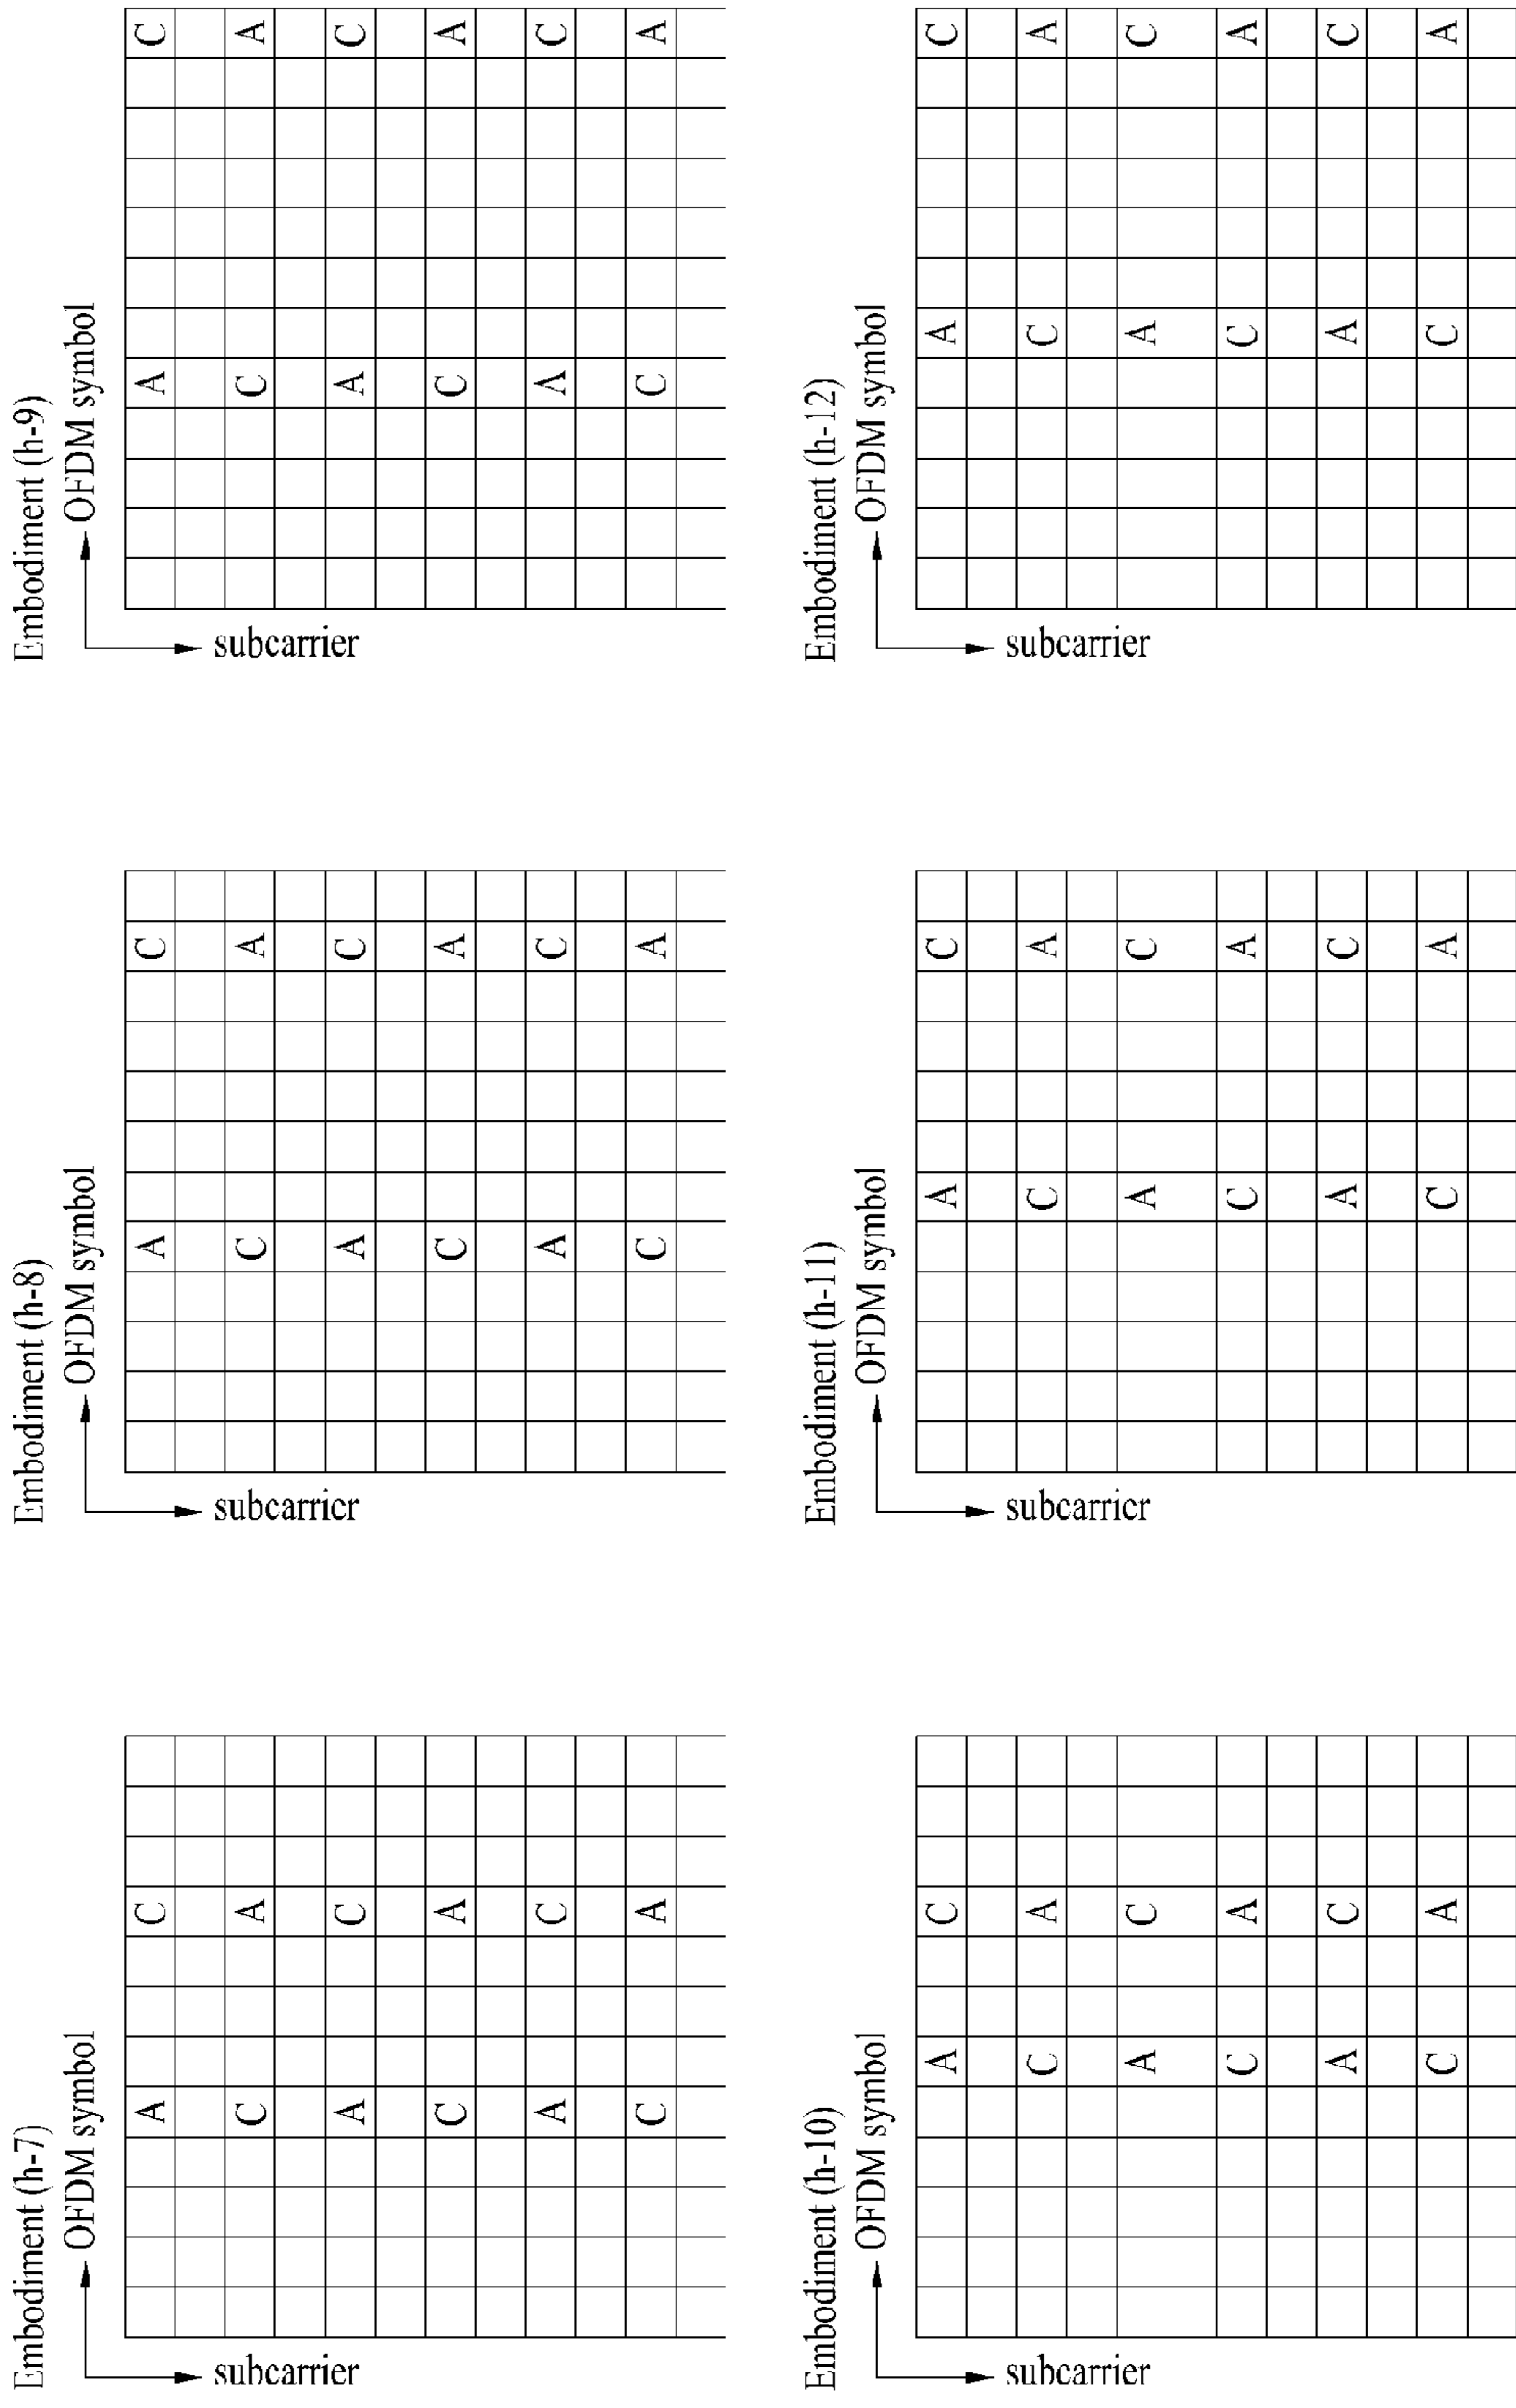 Embodiment (h-7)
OFDM symbol
subcarrier
A C
C A
A C
C A
A C
C A
Embodiment (h-8)
OFDM symbol
subcarrier
A C
C A
A C
C A
A C
C A
Embodiment (h-9)
OFDM symbol
subcarrier
A C
C A
A C
C A
A C
C A
Embodiment (h-10)
OFDM symbol
subcarrier
A C
C A
A C
C A
A C
C A
Embodiment (h-11)
OFDM symbol
subcarrier
A C
C A
A C
C A
A C
C A
Embodiment (h-12)
OFDM symbol
subcarrier
A C
C A
A C
C A
A C
C A